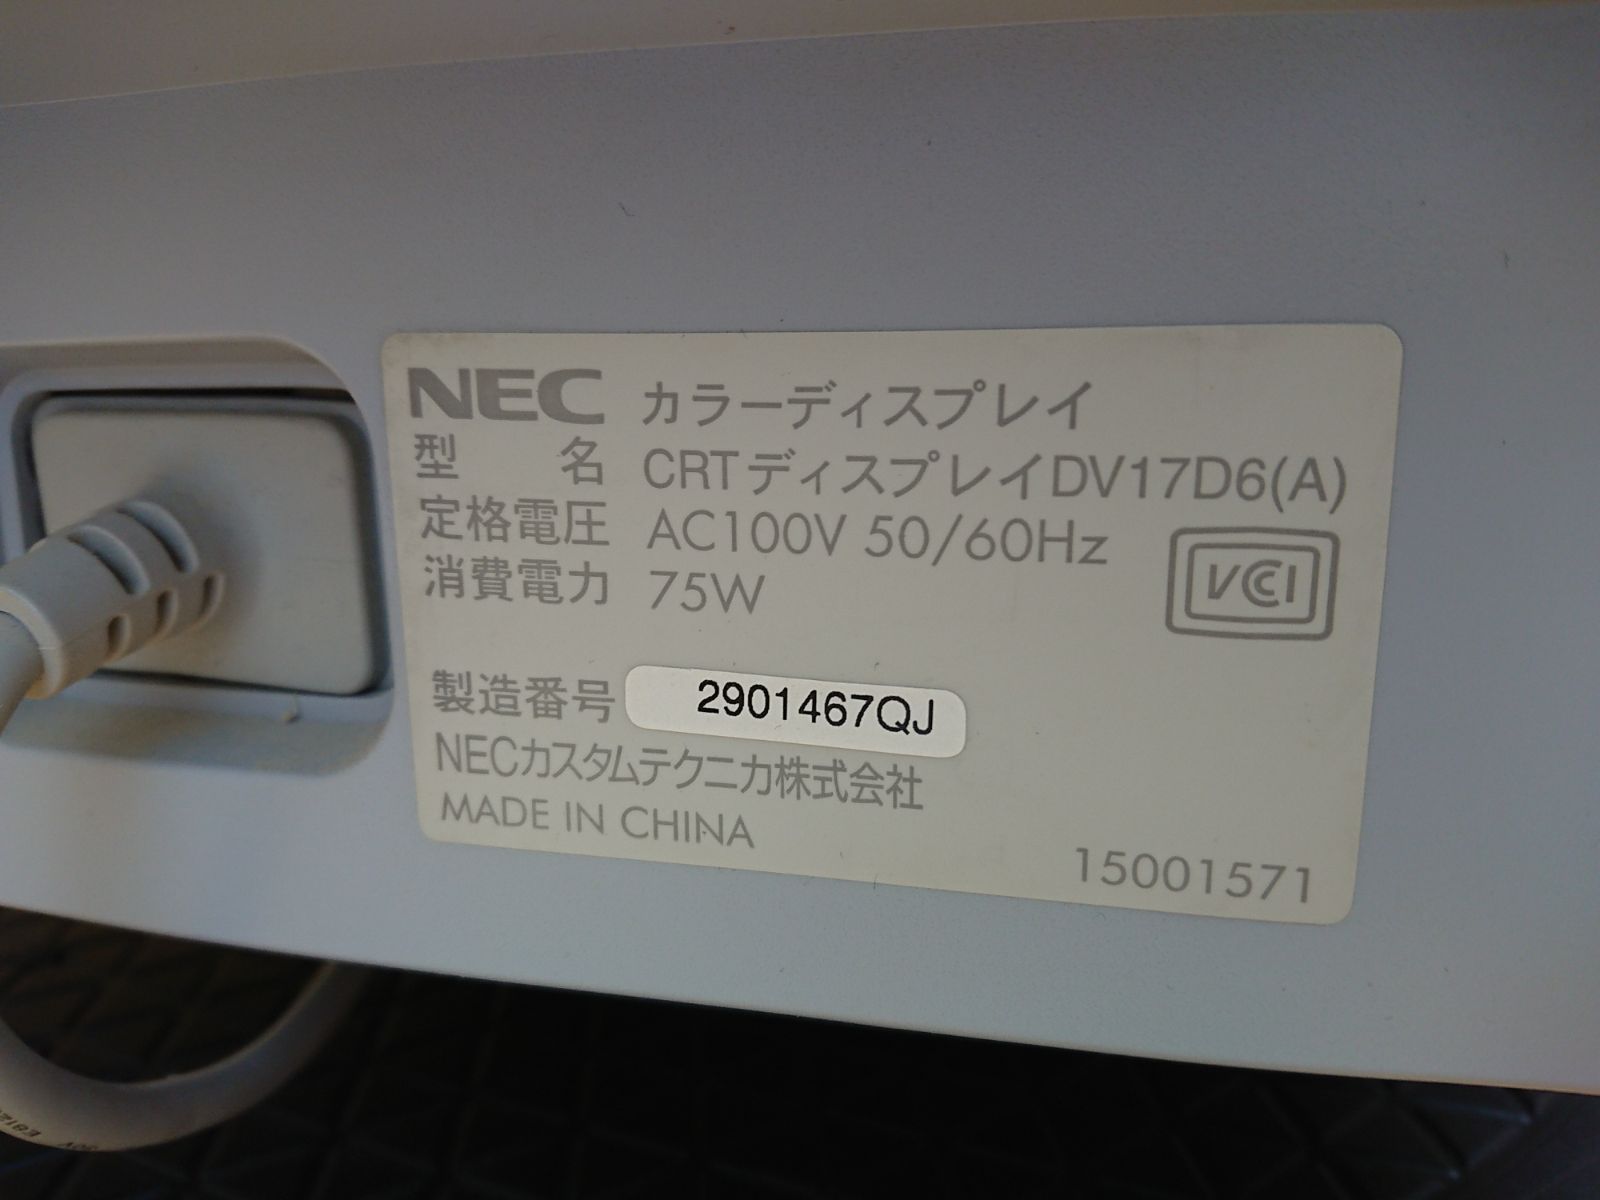 NEC カラーディスプレイ
型 名 CRTディスプレイDV17D6(A)
定格電圧 AC100V 50/60Hz
消費電力 75W
VCCI
製造番号 2901467QJ
NECカスタムテクニカ株式会社
MADE IN CHINA
15001571